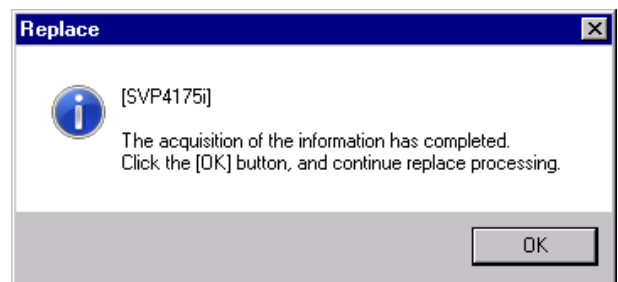 Replace
[SVP4175i]
The acquisition of the information has completed.
Click the [OK] button, and continue replace processing.
OK